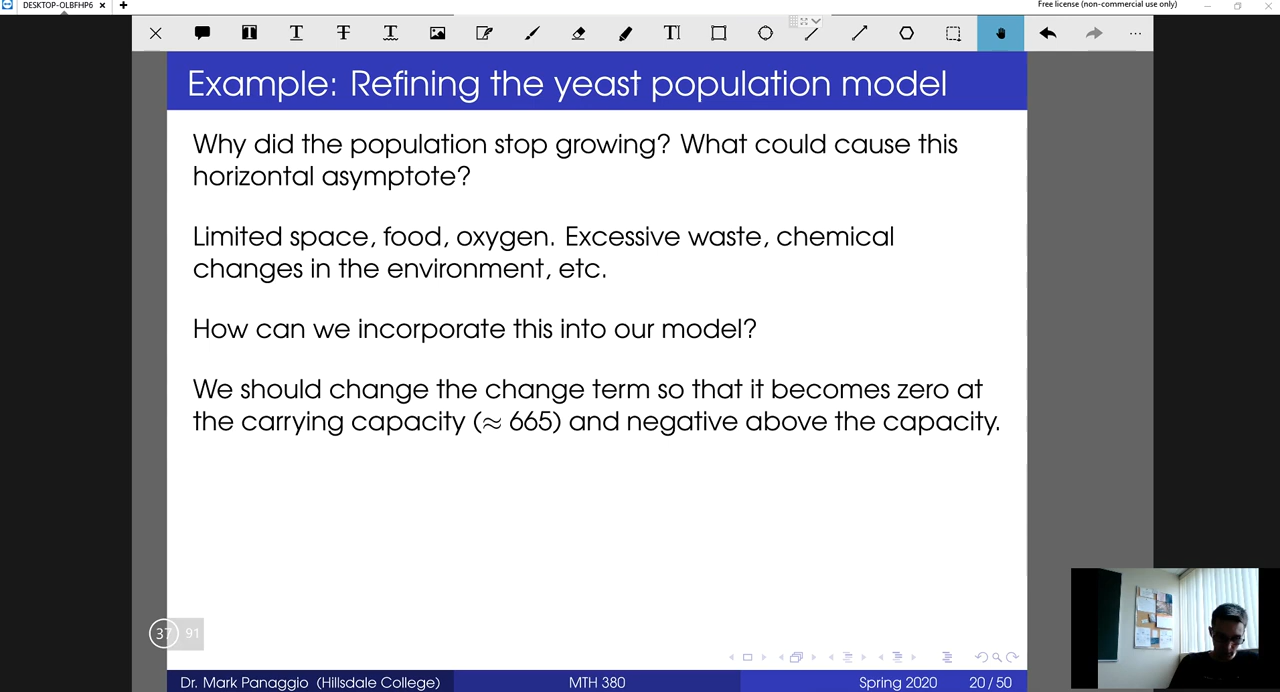 DESKTOP-OLBFHP6
Free license (non-commercial use only)
Example: Refining the yeast population model
Why did the population stop growing? What could cause this
horizontal asymptote?
Limited space, food, oxygen. Excessive waste, chemical
changes in the environment, etc.
How can we incorporate this into our model?
We should change the change term so that it becomes zero at
the carrying capacity (≈ 665) and negative above the capacity.
37 91
Dr. Mark Panaggio (Hillsdale College) MTH 380 Spring 2020 20 / 50